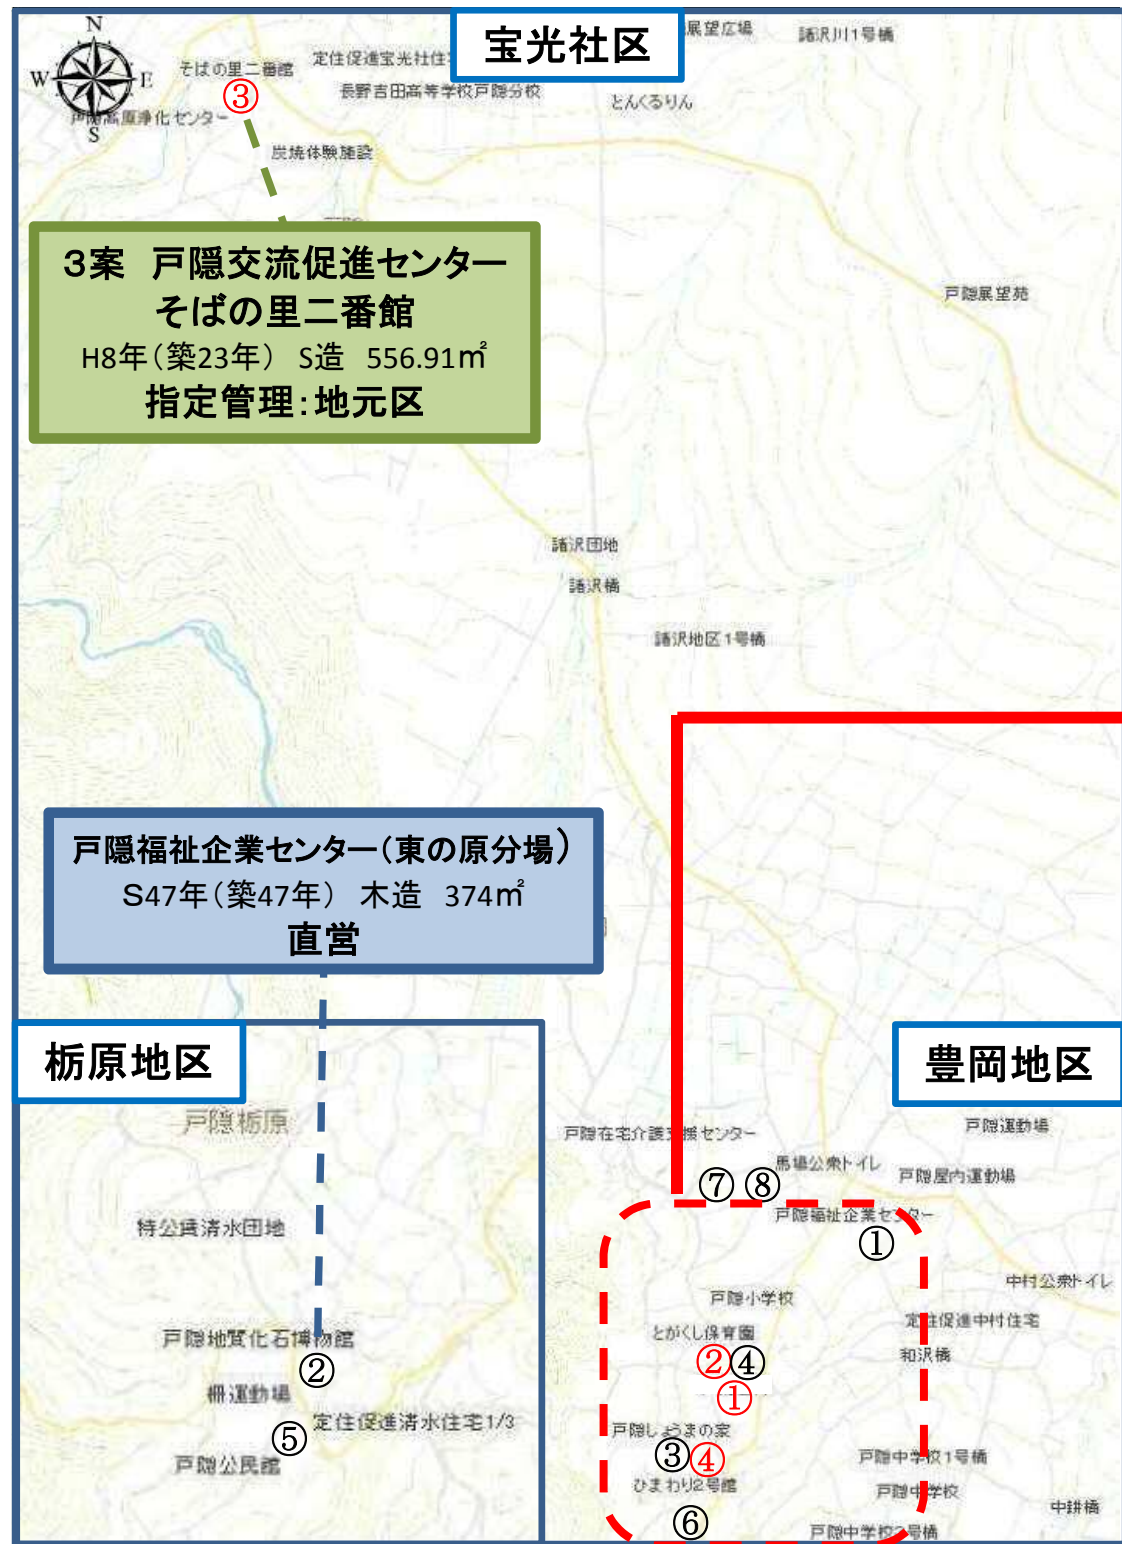 宝光社区
展望広場
諸沢川1号橋
N
W
E
S
そばの里二番館
定住促進宝光社住
長野吉田高等学校戸隠分校
とんくるりん
③
戸隠高原浄化センター
炭焼体験施設
3案 戸隠交流促進センター
そばの里二番館
H8年（築23年） S造 556.91㎡
指定管理：地元区
戸隠展望苑
諸沢団地
諸沢橋
諸沢地区1号橋
戸隠福祉企業センター（東の原分場）
S47年（築47年） 木造 374㎡
直営
栃原地区
戸隠栃原
特公賃清水団地
戸隠地質化石博物館
②
柵運動場
定住促進清水住宅1/3
⑤
戸隠公民館
豊岡地区
戸隠在宅介護支援センター
戸隠運動場
馬場公衆トイレ
戸隠屋内運動場
⑦ ⑧
戸隠福祉企業センター
①
中村公衆トイレ
戸隠小学校
定住促進中村住宅
とがくし保育園
和沢橋
② ④
①
戸隠しょうまの家
③ ④
戸隠中学校1号橋
ひまわり2号館
戸隠中学校
中耕橋
⑥
戸隠中学校2号橋